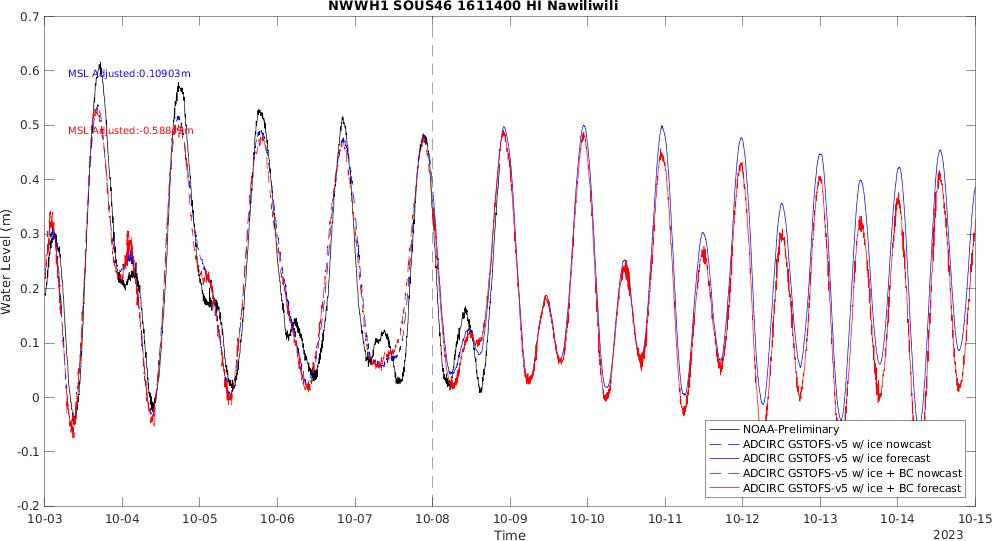 NWWH1 SOUS46 1611400 HI Nawiliwili
0.7
0.6
0.5
0.4
0.3
0.2
0.1
0
-0.1
-0.2
Water Level (m)
MSL Adjusted:0.10903m
MSL Adjusted:
NOAA-Preliminary
ADCIRC GSTOFS-v5 w/ ice nowcast
ADCIRC GSTOFS-v5 w/ ice forecast
ADCIRC GSTOFS-v5 w/ ice + BC nowcast
ADCIRC GSTOFS-v5 w/ ice + BC forecast
10-03 10-04 10-05 10-06 10-07 10-08 10-09 10-10 10-11 10-12 10-13 10-14 10-15
Time
2023